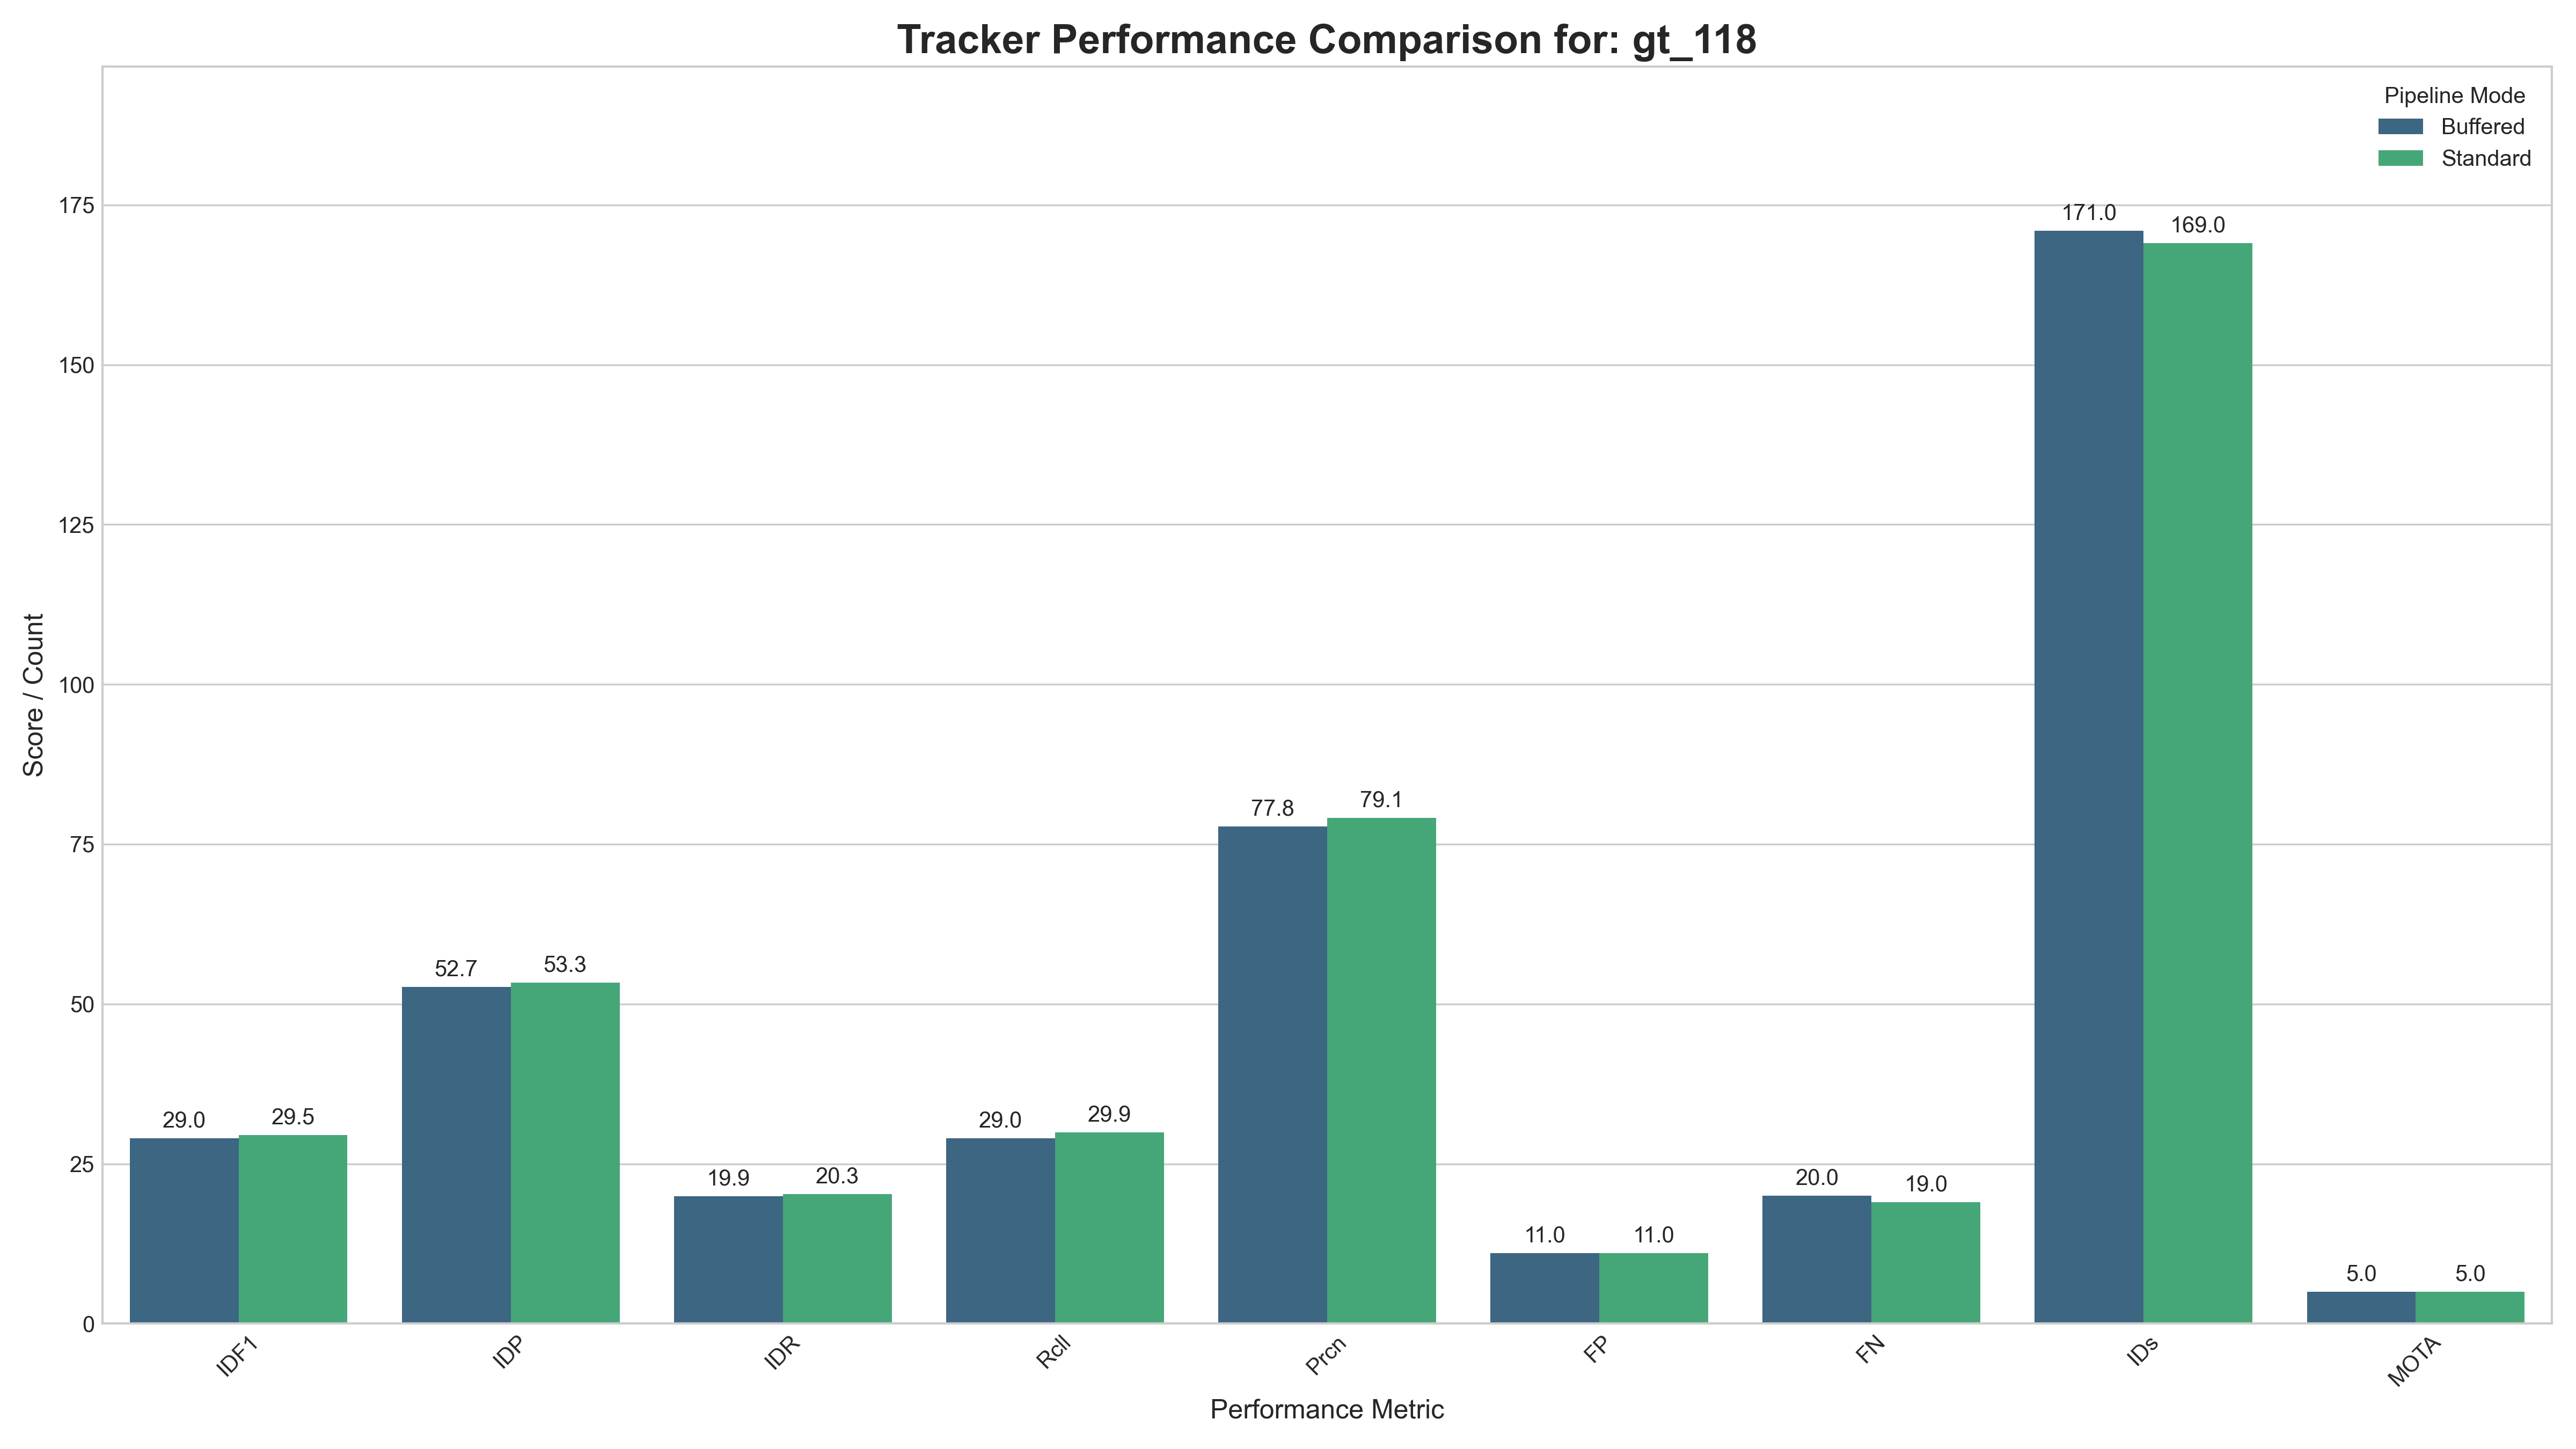 Tracker Performance Comparison for: gt_118
Pipeline Mode
Buffered
Standard
Score / Count
175
150
125
100
75
50
25
0
29.0
29.5
52.7
53.3
19.9
20.3
29.0
29.9
77.8
79.1
11.0
11.0
20.0
19.0
171.0
169.0
5.0
5.0
IDF1
IDP
IDR
Rcll
Prcn
FP
FN
IDs
MOTA
Performance Metric